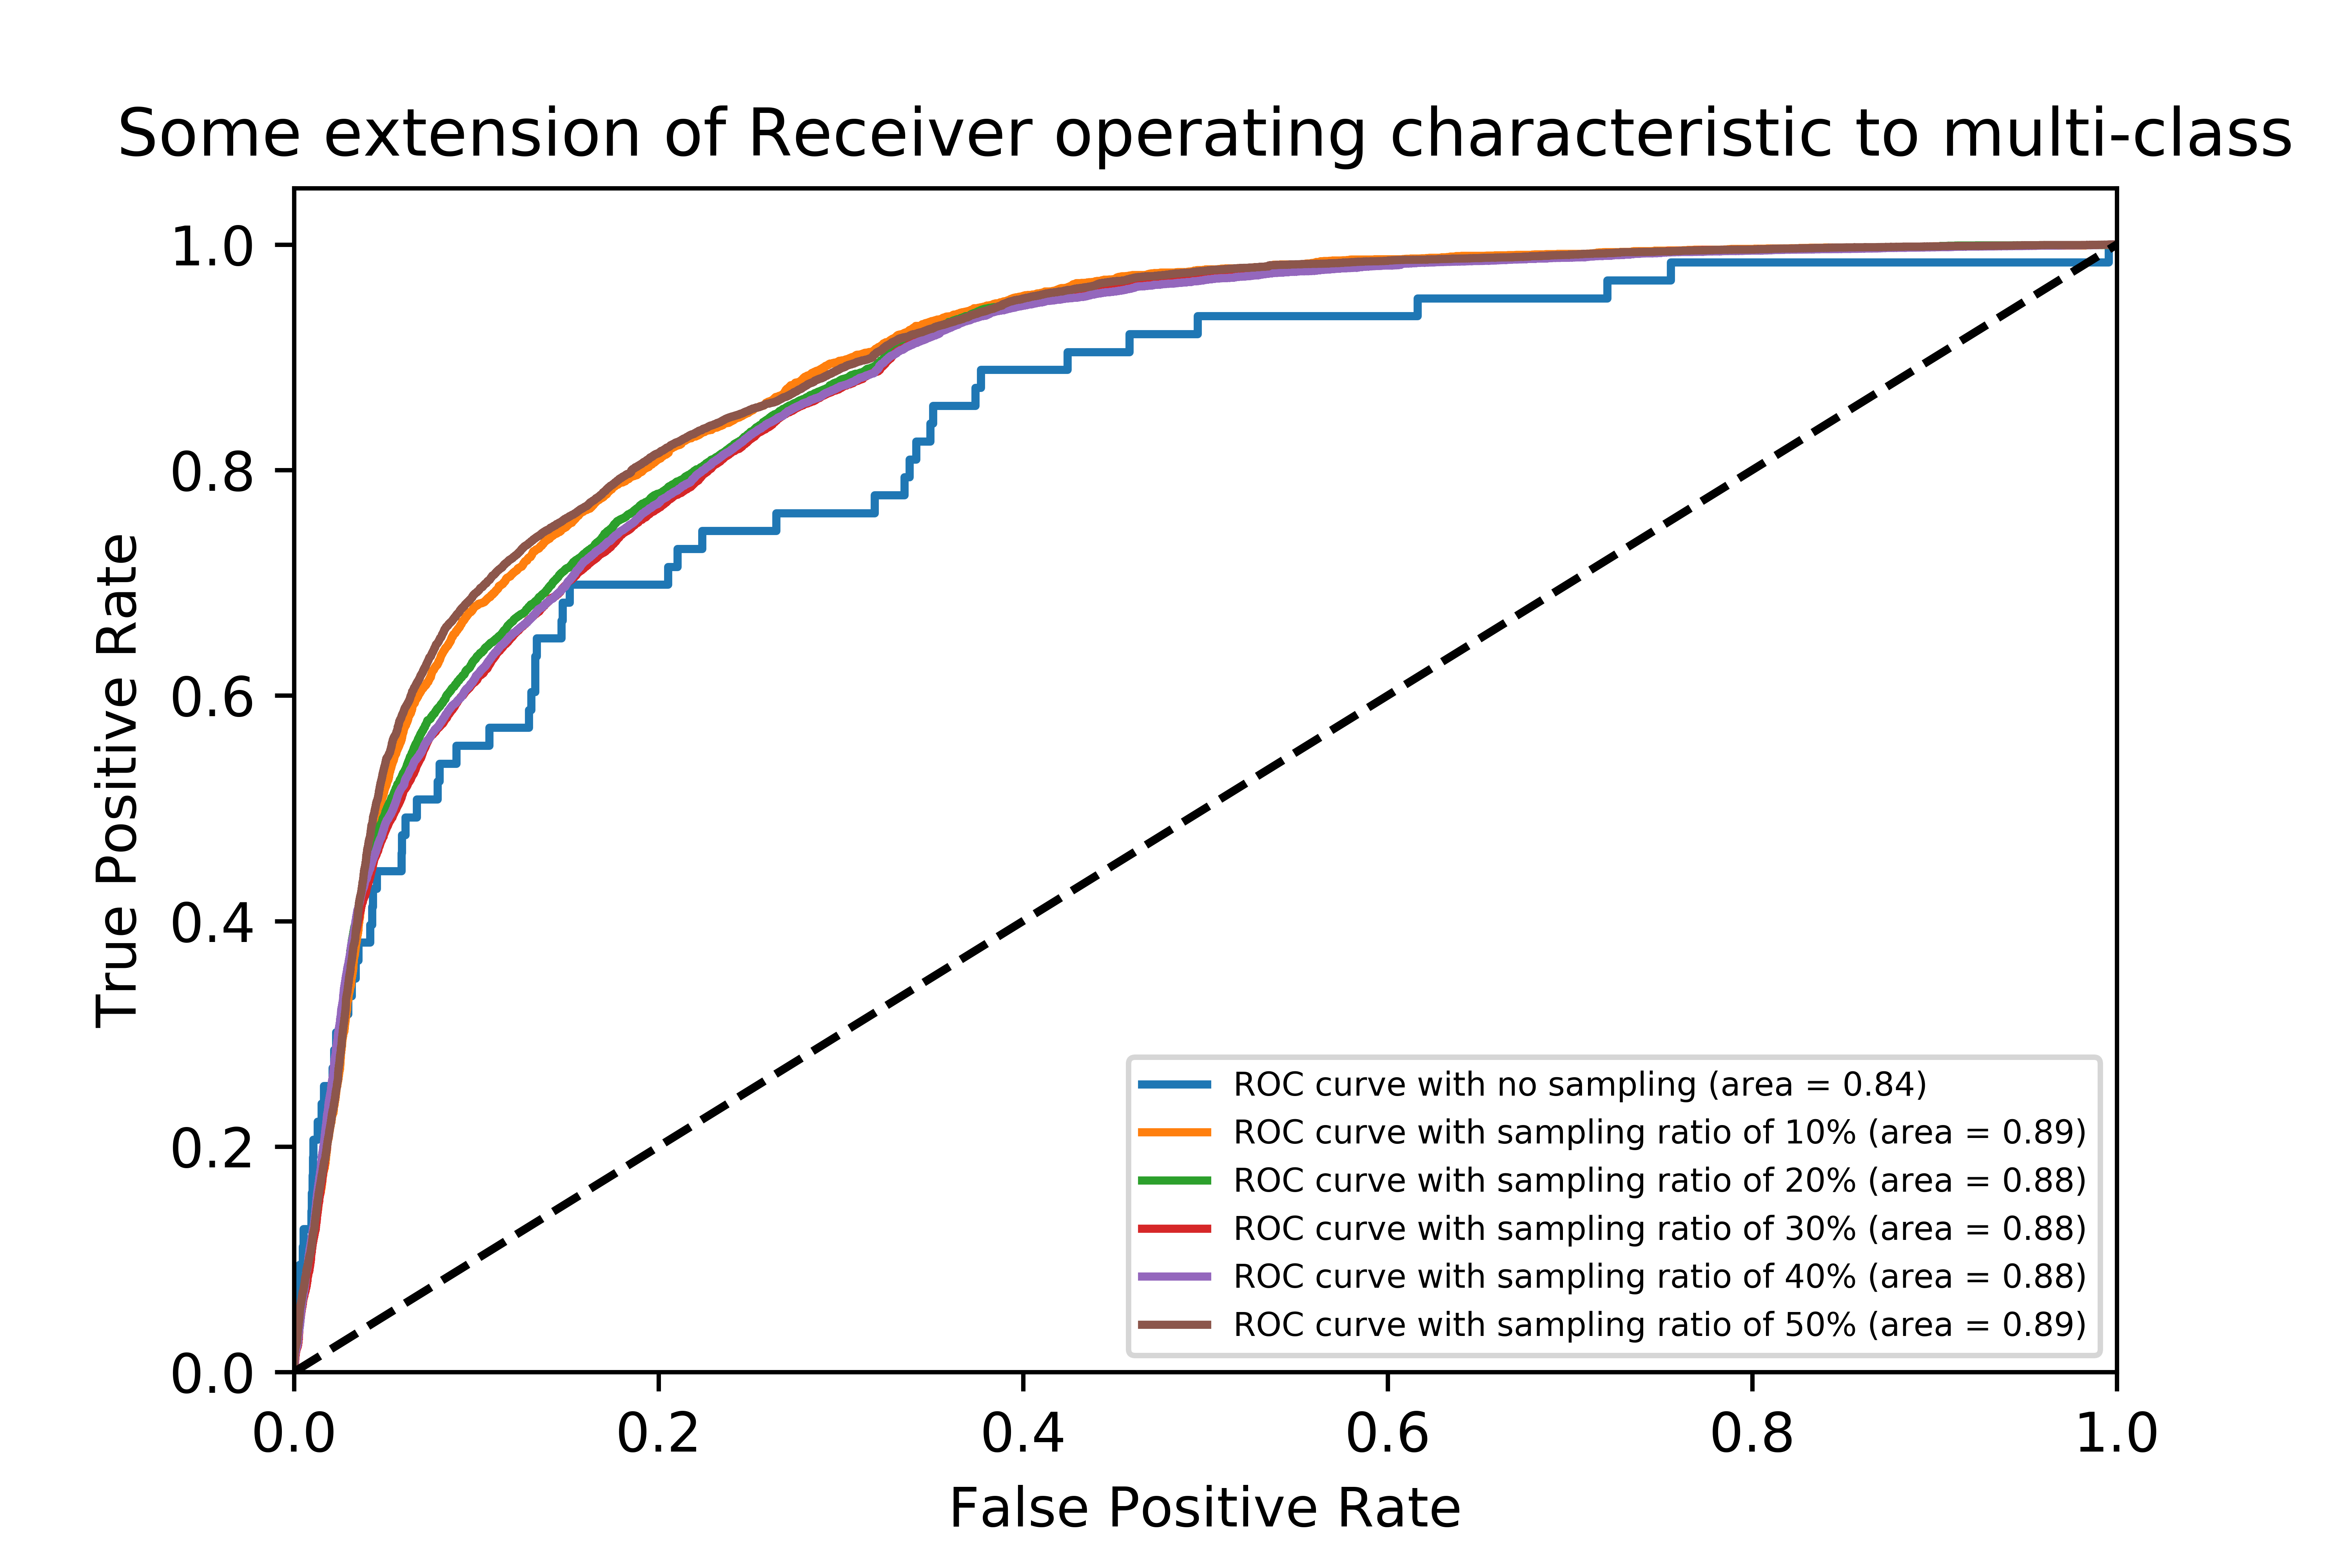 Some extension of Receiver operating characteristic to multi-class
1.0
0.8
0.6
0.4
0.2
0.0
True Positive Rate
ROC curve with no sampling (area = 0.84)
ROC curve with sampling ratio of 10% (area = 0.89)
ROC curve with sampling ratio of 20% (area = 0.88)
ROC curve with sampling ratio of 30% (area = 0.88)
ROC curve with sampling ratio of 40% (area = 0.88)
ROC curve with sampling ratio of 50% (area = 0.89)
0.0 0.2 0.4 0.6 0.8 1.0
False Positive Rate